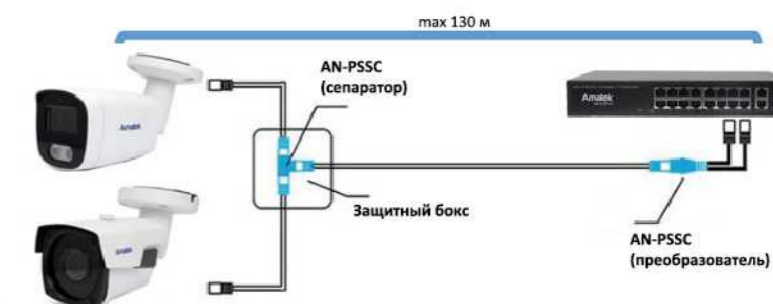 max 130 м
AN-PSSC
(сепаратор)
Amatek
Amatek
Защитный бокс
AN-PSSC
(преобразователь)
Amatek